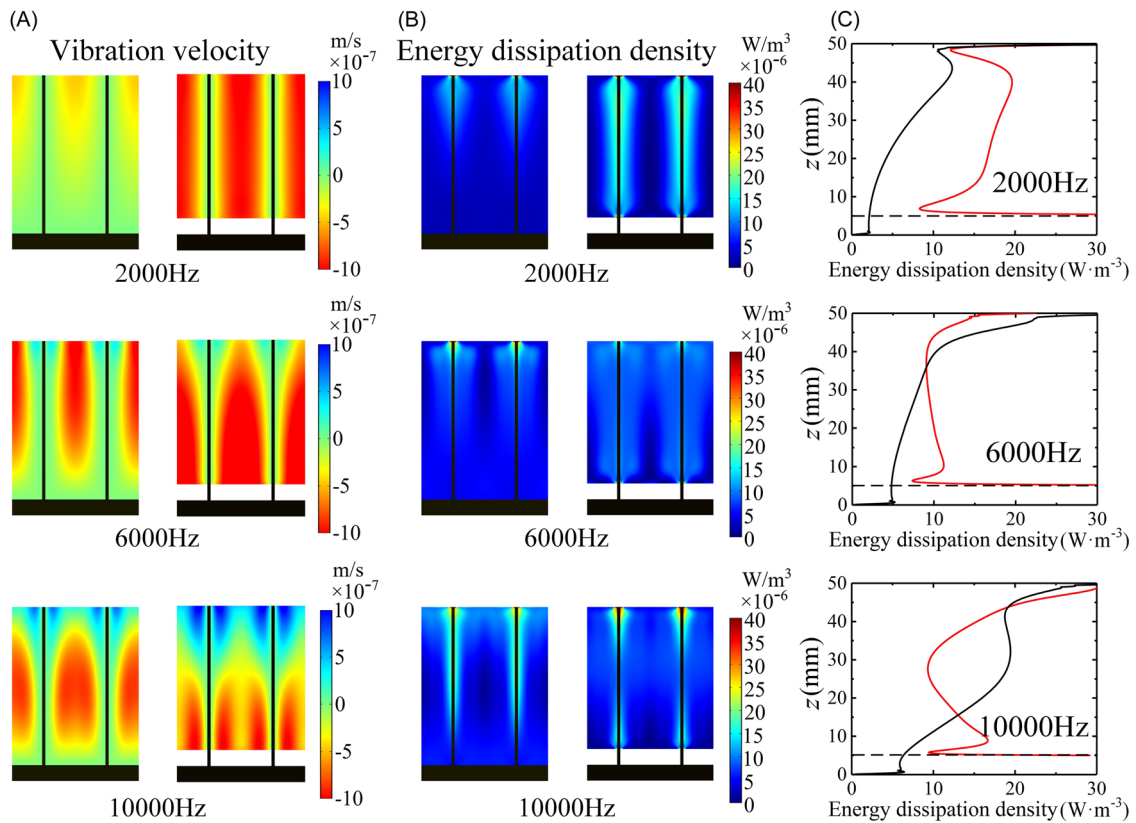 (A)
(B)
(C)
Vibration velocity
m/s
×10-7
10
5
0
-5
-10
2000Hz
Energy dissipation density
W/m3
×10-6
40
35
30
25
20
15
10
5
0
2000Hz
50
40
30
20
10
0
z(mm)
2000Hz
0 10 20 30
Energy dissipation density(W·m-3)
m/s
×10-7
10
5
0
-5
-10
6000Hz
W/m3
×10-6
40
35
30
25
20
15
10
5
0
6000Hz
50
40
30
20
10
0
z(mm)
6000Hz
0 10 20 30
Energy dissipation density(W·m-3)
m/s
×10-7
10
5
0
-5
-10
10000Hz
W/m3
×10-6
40
35
30
25
20
15
10
5
0
10000Hz
50
40
30
20
10
0
z(mm)
10000Hz
0 10 20 30
Energy dissipation density(W·m-3)